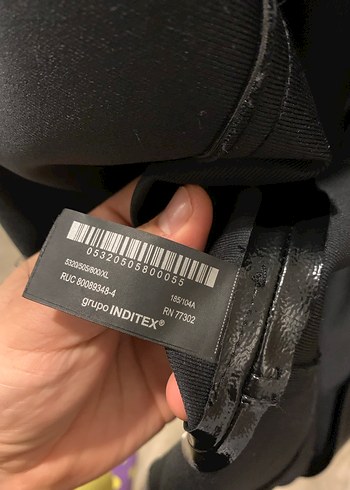 05320505800055
5320/505/800/XL
185/104A
RUC 80089348-4
RN 77302
grupo INDITEX®